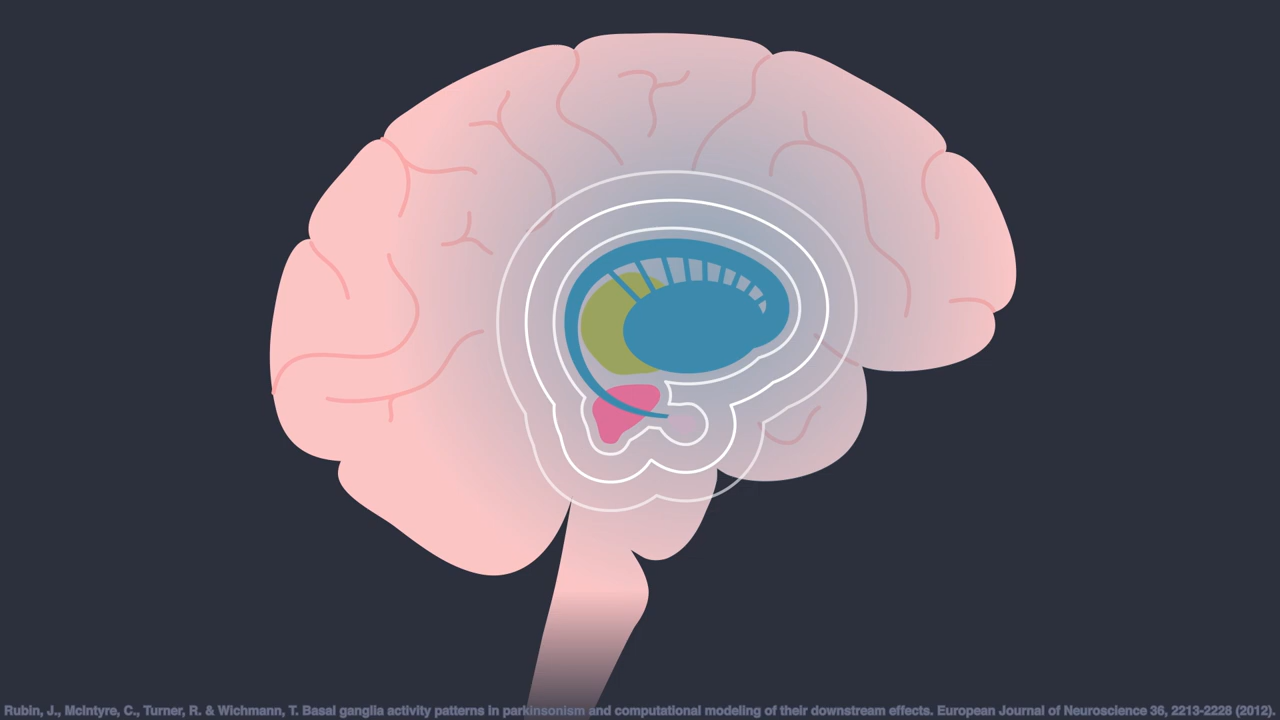 Rubin, J., McIntyre, C., Turner, R. & Wichmann, T. Basal ganglia activity patterns in parkinsonism and computational modeling of their downstream effects. European Journal of Neuroscience 36, 2213-2228 (2012).